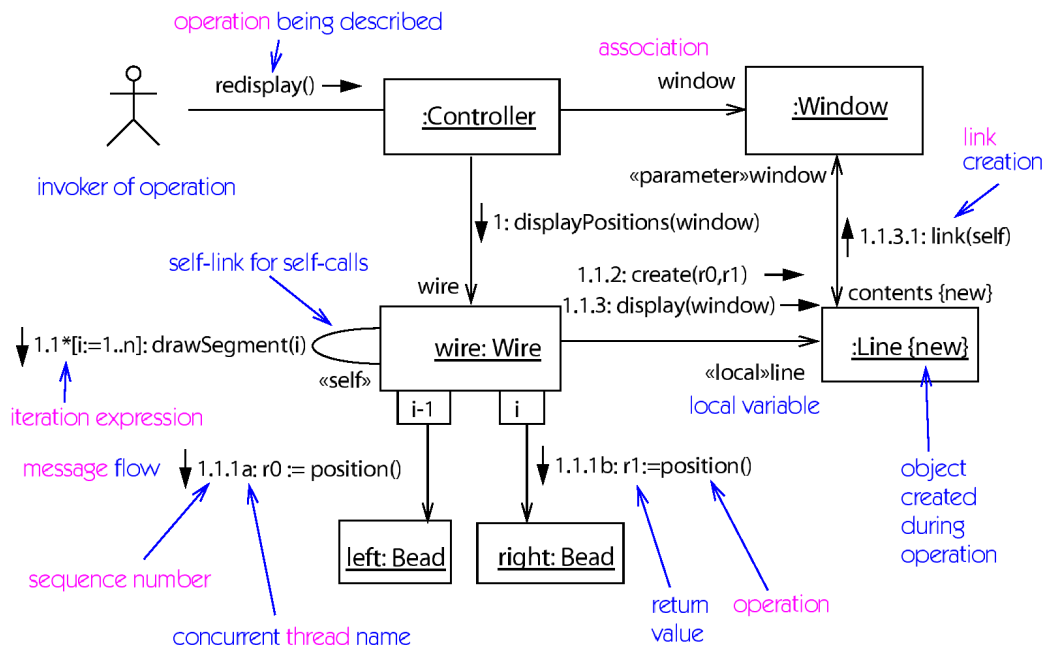 operation being described
association
redisplay()
window
:Controller
:Window
link
creation
invoker of operation
«parameter»window
1: displayPositions(window)
1.1.3.1: link(self)
self-link for self-calls
1.1.2: create(r0,r1)
wire
1.1.3: display(window)
contents {new}
1.1*[i:=1..n]: drawSegment(i)
wire: Wire
:Line {new}
«self»
«local»line
i-1
i
local variable
iteration expression
message flow
1.1.1a: r0 := position()
1.1.1b: r1:=position()
object
created
during
operation
left: Bead
right: Bead
sequence number
return
value
operation
concurrent thread name